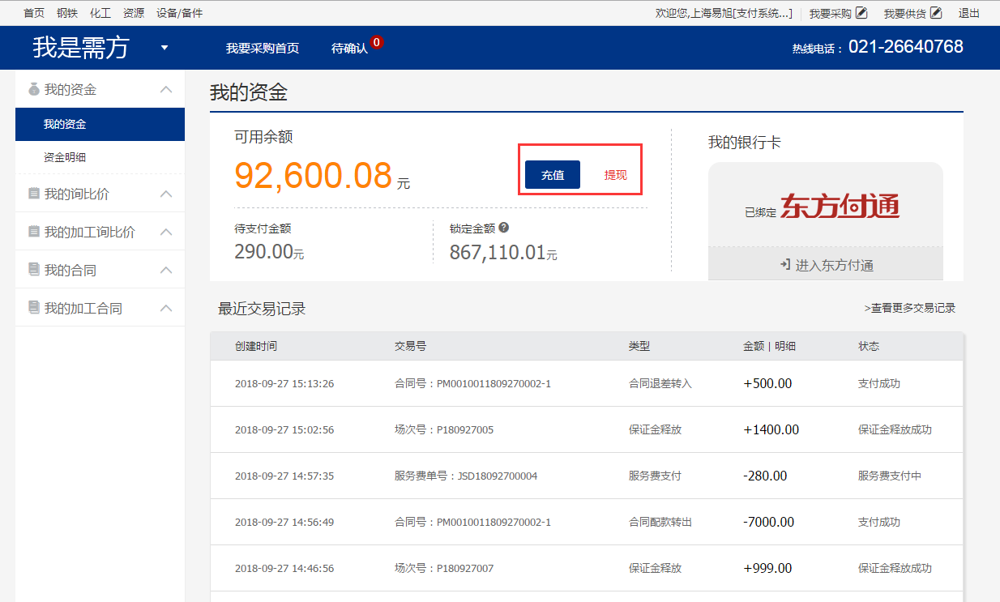 首页 钢铁 化工 资源 设备/备件 欢迎您,上海易旭[支付系统...] 我要采购 我要供货 退出
我是需方 我要采购首页 待确认 0 热线电话： 021-26640768
我的资金
我的资金
资金明细
我的询比价
我的加工询比价
我的合同
我的加工合同
我的资金
可用余额
92,600.08 元
充值 提现
待支付金额
290.00元
锁定金额 ?
867,110.01元
我的银行卡
已绑定 东方付通
进入东方付通
最近交易记录 >查看更多交易记录
创建时间 交易号 类型 金额 | 明细 状态
2018-09-27 15:13:26 合同号：PM0010011809270002-1 合同退差转入 +500.00 支付成功
2018-09-27 15:02:56 场次号：P180927005 保证金释放 +1400.00 保证金释放成功
2018-09-27 14:57:35 服务费单号：JSD18092700004 服务费支付 -280.00 服务费支付中
2018-09-27 14:56:49 合同号：PM0010011809270002-1 合同配款转出 -7000.00 支付成功
2018-09-27 14:46:56 场次号：P180927007 保证金释放 +999.00 保证金释放成功